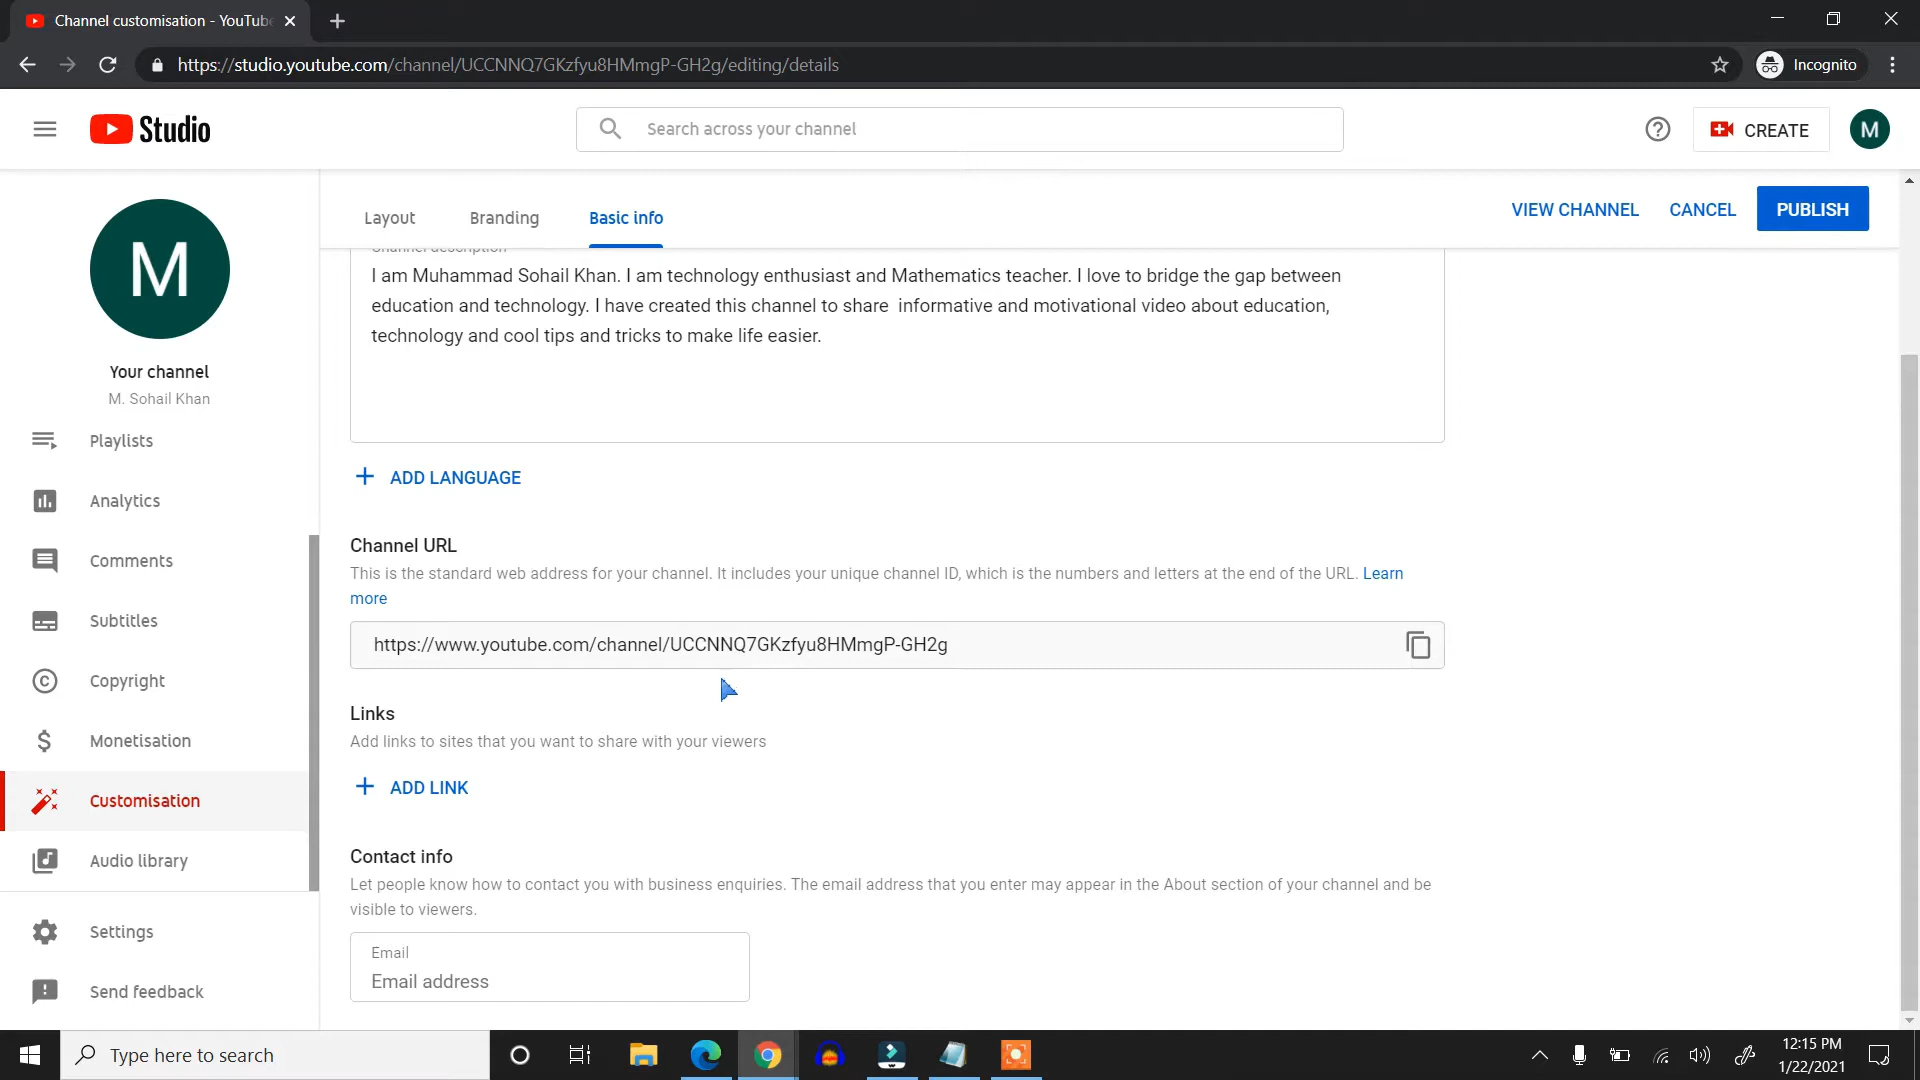 Channel customisation - YouTube
https://studio.youtube.com/channel/UCCNNQ7GKzfyu8HMmgP-GH2g/editing/details
Incognito
Studio
Search across your channel
CREATE
M
M
Your channel
M. Sohail Khan
Playlists
Analytics
Comments
Subtitles
Copyright
Monetisation
Customisation
Audio library
Settings
Send feedback
Layout
Branding
Basic info
VIEW CHANNEL
CANCEL
PUBLISH
Channel description
I am Muhammad Sohail Khan. I am technology enthusiast and Mathematics teacher. I love to bridge the gap between
education and technology. I have created this channel to share  informative and motivational video about education,
technology and cool tips and tricks to make life easier.
ADD LANGUAGE
Channel URL
This is the standard web address for your channel. It includes your unique channel ID, which is the numbers and letters at the end of the URL. Learn
more
https://www.youtube.com/channel/UCCNNQ7GKzfyu8HMmgP-GH2g
Links
Add links to sites that you want to share with your viewers
ADD LINK
Contact info
Let people know how to contact you with business enquiries. The email address that you enter may appear in the About section of your channel and be
visible to viewers.
Email
Email address
Type here to search
12:15 PM
1/22/2021